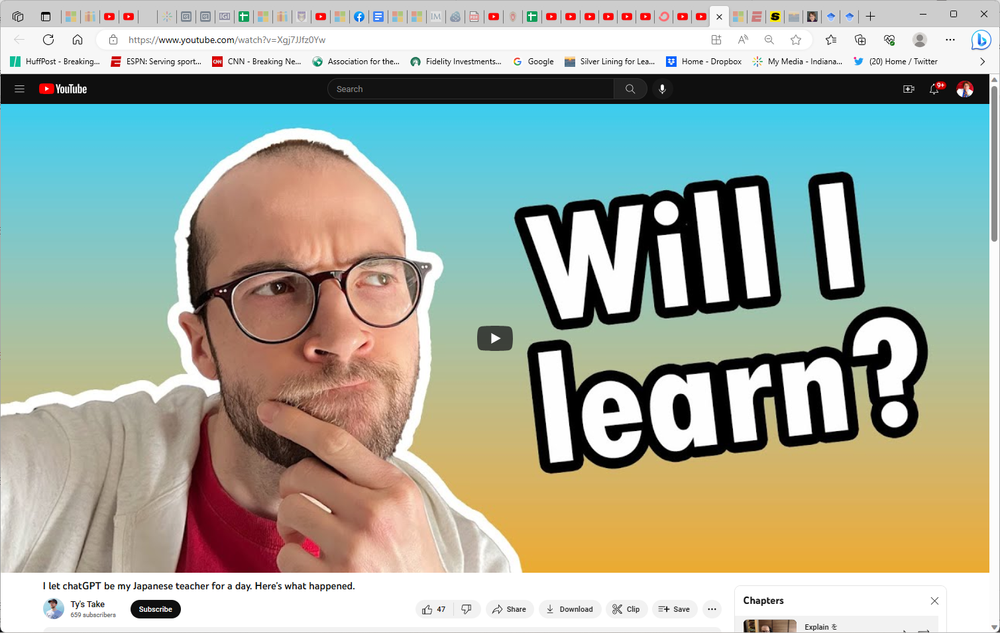 https://www.youtube.com/watch?v=Xgj7JJfz0Yw
HuffPost - Breaking...
ESPN: Serving sport...
CNN - Breaking Ne...
Association for the...
Fidelity Investments...
Google
Silver Lining for Lea...
Home - Dropbox
My Media - Indiana...
(20) Home / Twitter
YouTube
Search
9+
Will I
learn?
I let chatGPT be my Japanese teacher for a day. Here's what happened.
Ty's Take
659 subscribers
Subscribe
47
Share
Download
Clip
Save
Chapters
Explain を